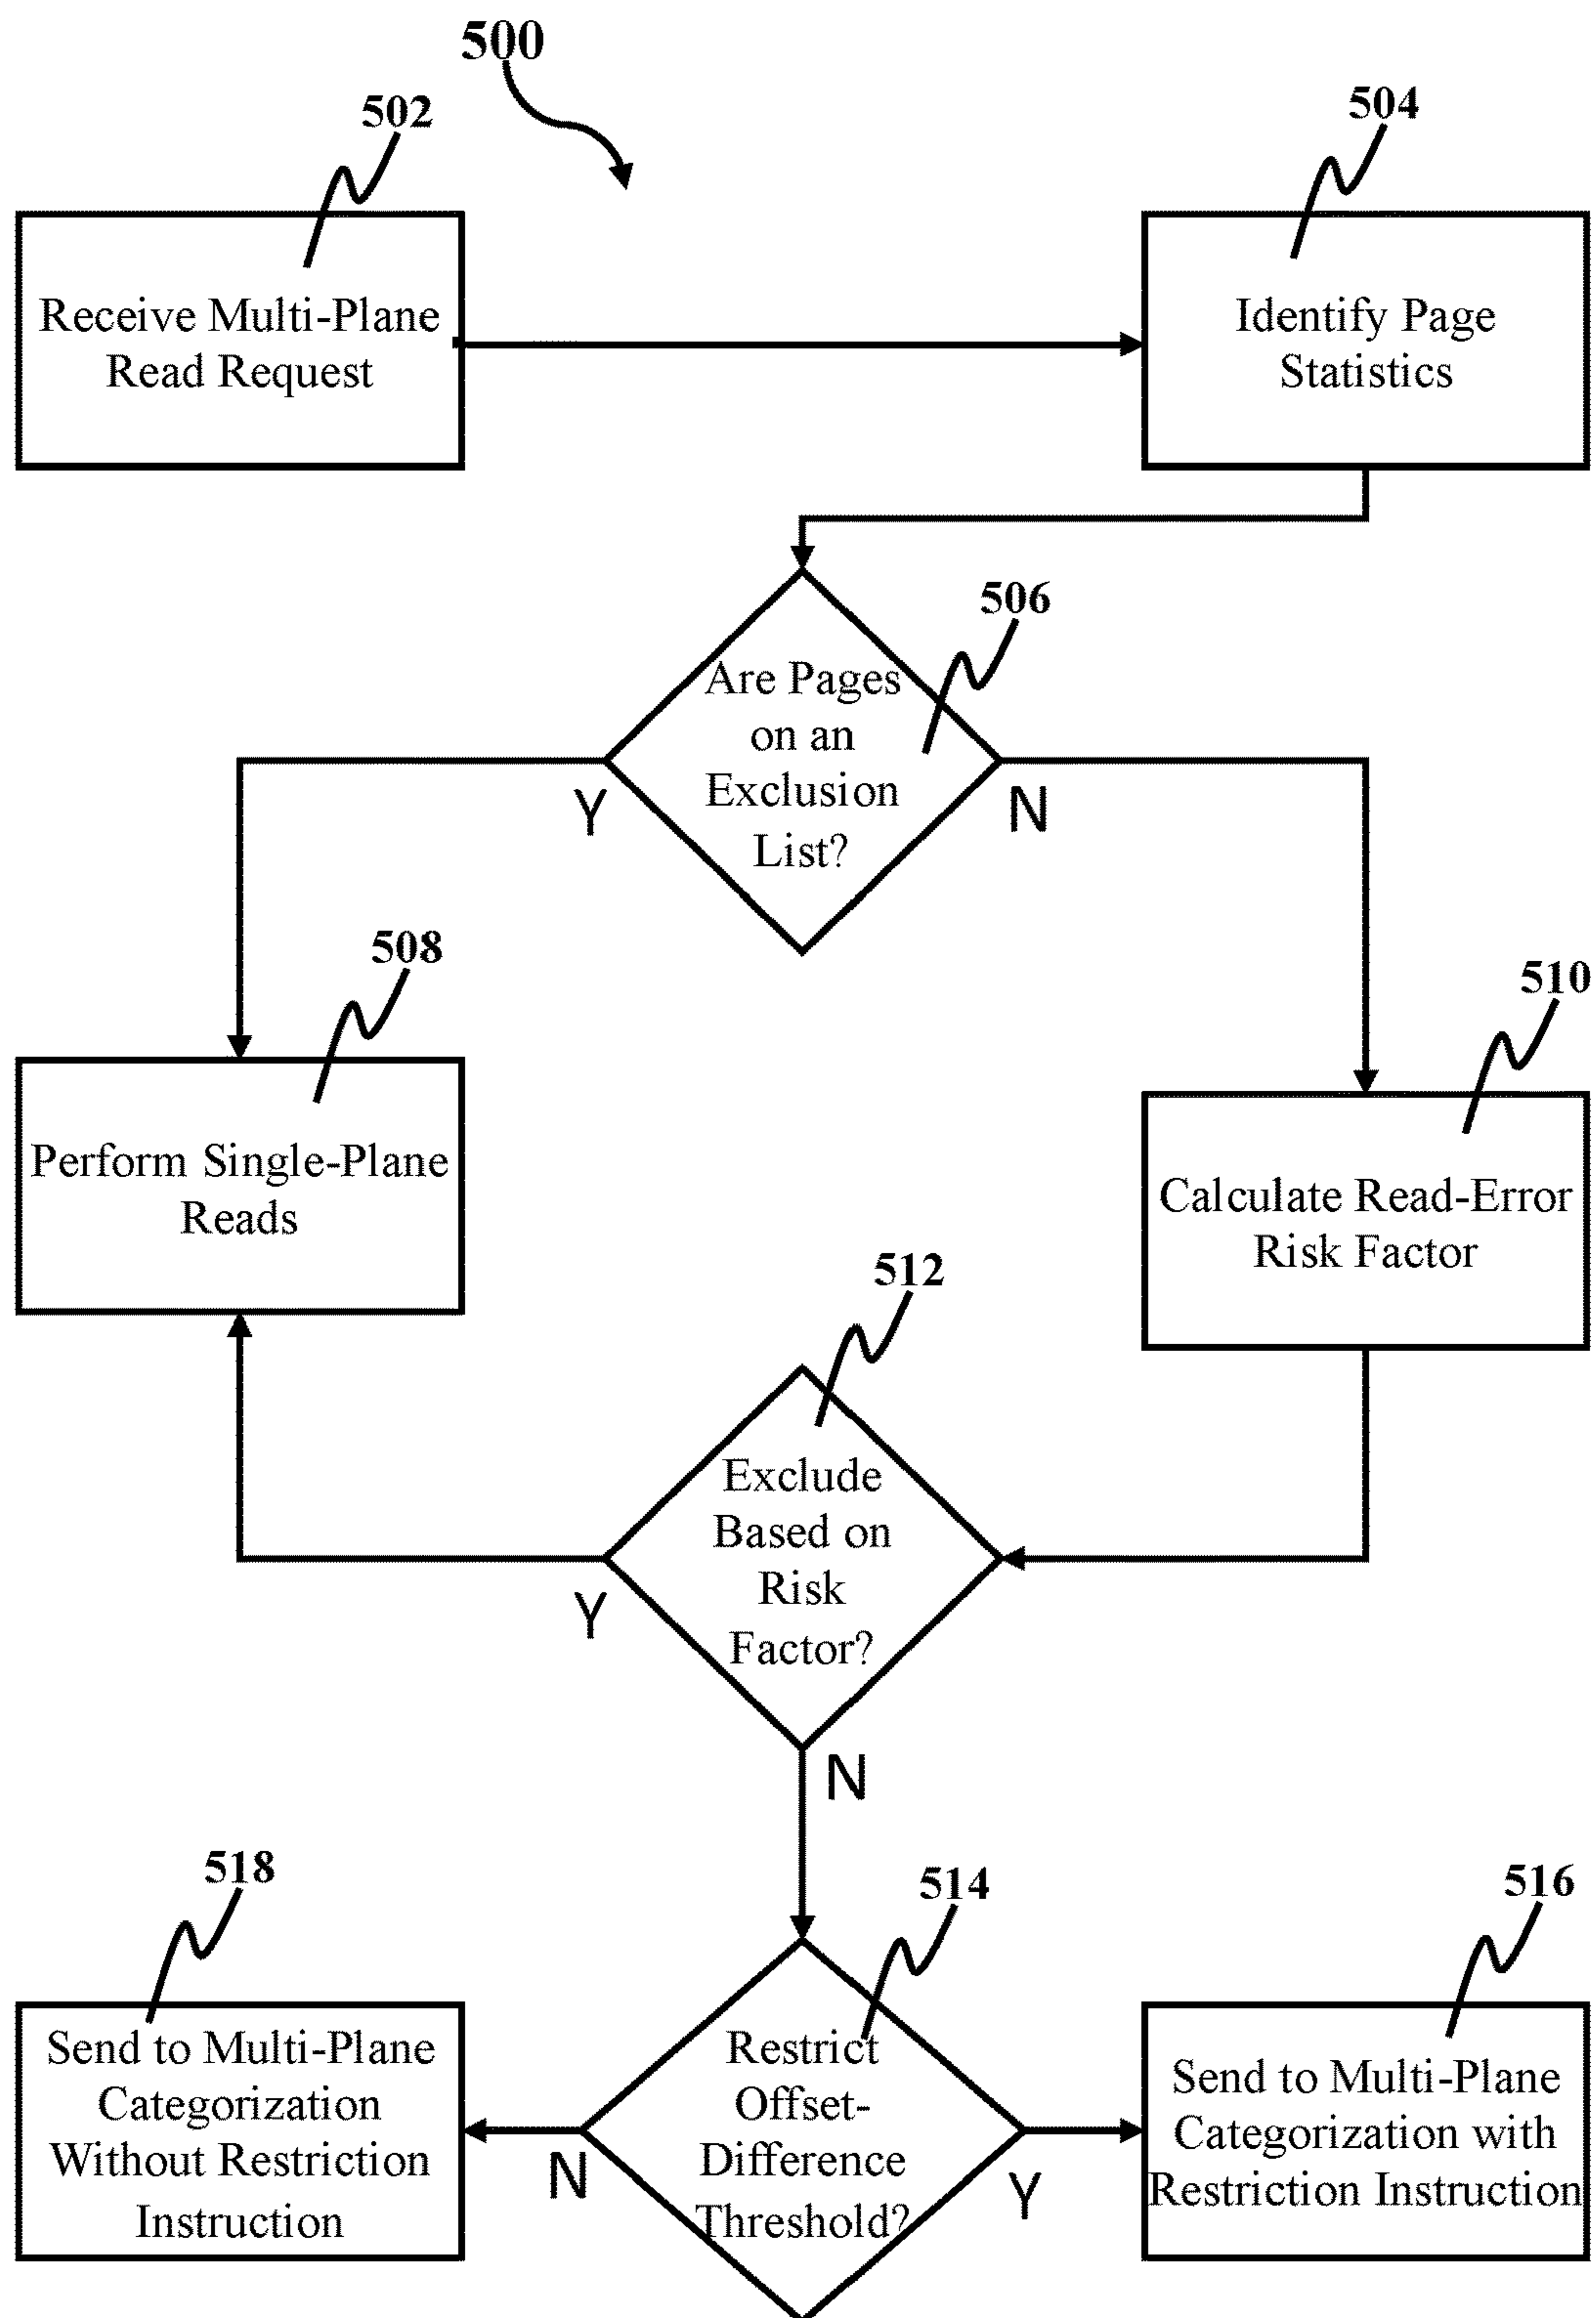 500
502
504
Receive Multi-Plane
Read Request
Identify Page
Statistics
506
Are Pages
on an
Exclusion
List?
Y
N
508
510
Perform Single-Plane
Reads
Calculate Read-Error
Risk Factor
512
Exclude
Based on
Risk
Factor?
Y
N
518
514
516
Send to Multi-Plane
Categorization
Without Restriction
Instruction
Restrict
Offset-
Difference
Threshold?
N
Y
Send to Multi-Plane
Categorization with
Restriction Instruction